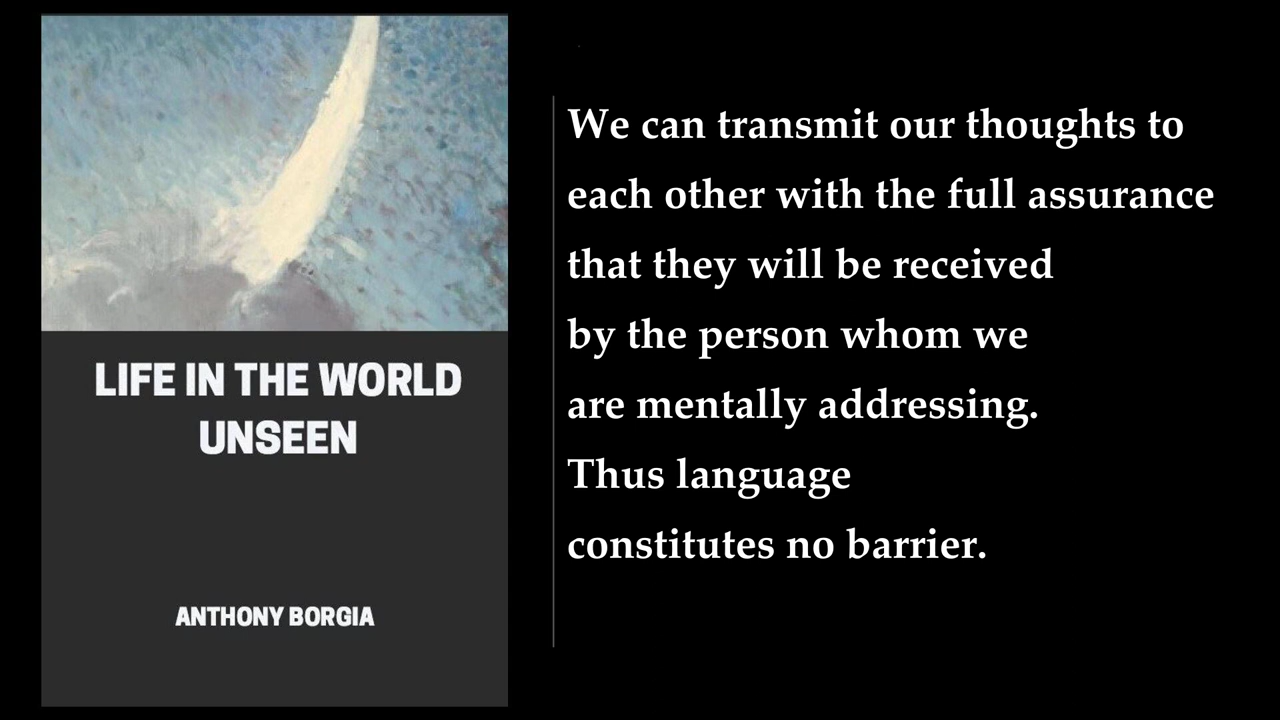 LIFE IN THE WORLD
UNSEEN
ANTHONY BORGIA
We can transmit our thoughts to
each other with the full assurance
that they will be received
by the person whom we
are mentally addressing.
Thus language
constitutes no barrier.